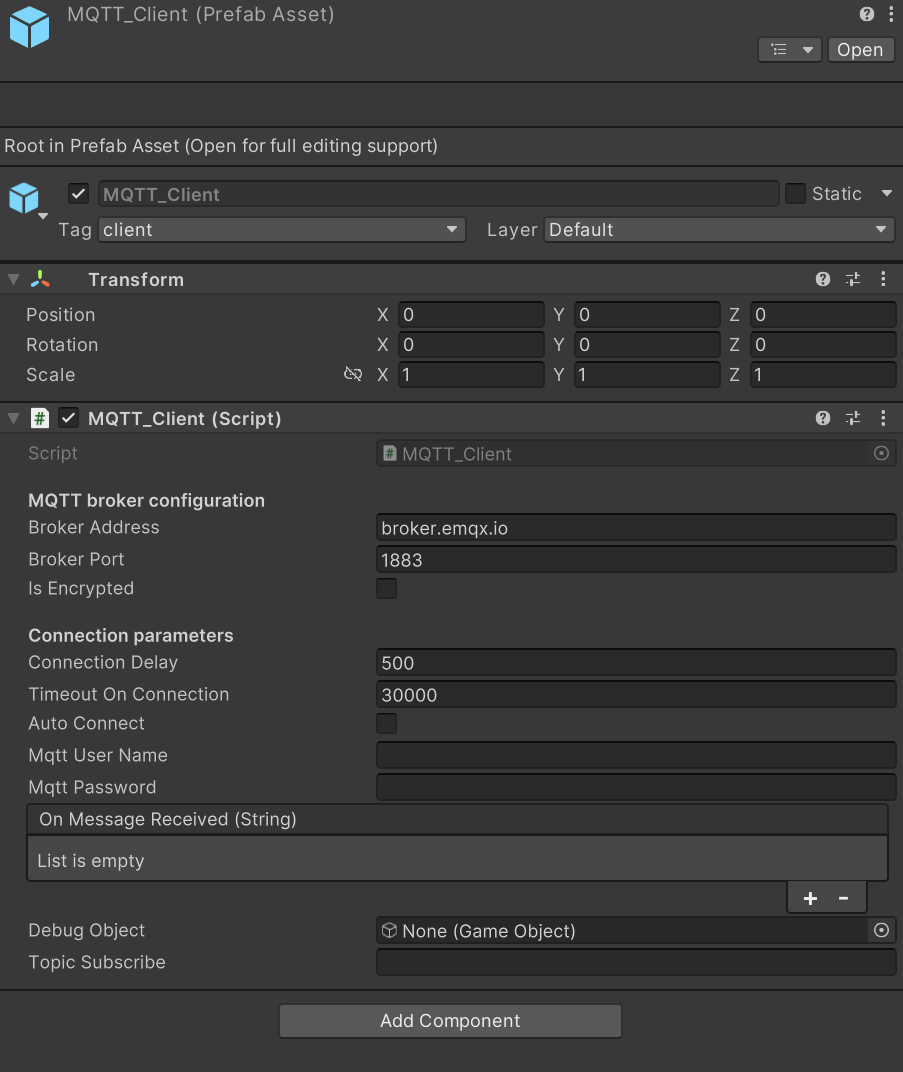 MQTT_Client (Prefab Asset)
Open
Root in Prefab Asset (Open for full editing support)
MQTT_Client Static
Tag client Layer Default
Transform
Position X 0 Y 0 Z 0
Rotation X 0 Y 0 Z 0
Scale X 1 Y 1 Z 1
# MQTT_Client (Script)
Script # MQTT_Client
MQTT broker configuration
Broker Address broker.emqx.io
Broker Port 1883
Is Encrypted
Connection parameters
Connection Delay 500
Timeout On Connection 30000
Auto Connect
Mqtt User Name
Mqtt Password
On Message Received (String)
List is empty
+ -
Debug Object None (Game Object)
Topic Subscribe
Add Component